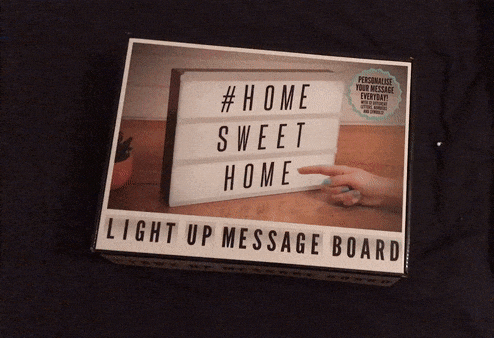 #HOME
SWEET
HOME
PERSONALISE
YOUR MESSAGE
EVERYDAY!
LIGHT UP MESSAGE BOARD